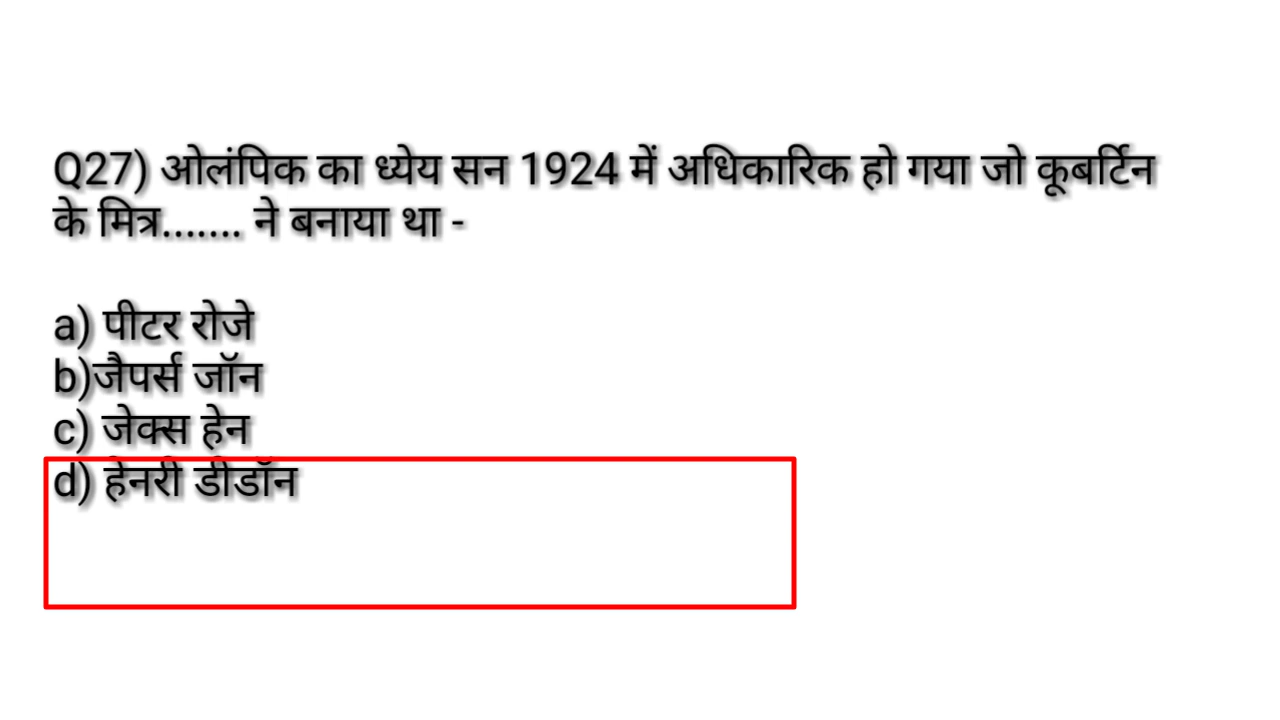 Q27) ओलंपिक का ध्येय सन 1924 में अधिकारिक हो गया जो कूबर्टिन
के मित्र....... ने बनाया था -
a) पीटर रोजे
b)जैपर्स जॉन
c) जेक्स हेन
d) हेनरी डीडॉन